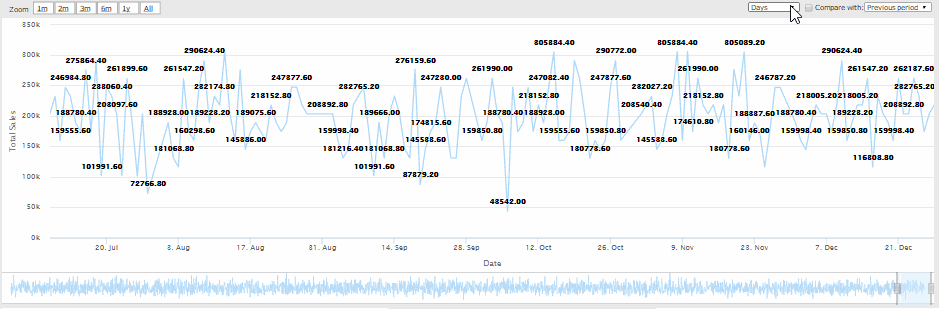 Zoom 1m 2m 3m 6m 1y All Days Compare with: Previous period
350k
300k
250k
200k
150k
100k
50k
0k
Total Sales
805884.40 805884.40 805089.20
290624.40 290772.00 290624.40
275864.40 276159.60
261899.60 261547.20 261990.00 261990.00 261547.20 262187.60
246984.80 247877.60 247280.00 247082.40 247877.60 246787.20
288060.40 282174.80 282765.20 282027.20 282765.20
218152.80 218152.80 218152.80 218005.20 218005.20
208097.60 208892.80 208540.40 208892.80
188780.40 188928.00 189228.20 189075.60 189666.00 188780.40 188928.00 188887.60 188780.40 189228.20
174815.60 174610.80
159555.60 160298.60 159998.40 159850.80 159555.60 159850.80 160146.00 159998.40 159850.80 159998.40
145886.00 145588.60 145588.60
181068.80 181216.40 181068.80 180778.60 180778.60
116808.80
101991.60 101991.60
87879.20
72766.80
48542.00
20. Jul 8. Aug 17. Aug 31. Aug 14. Sep 28. Sep 12. Oct 26. Oct 9. Nov 23. Nov 7. Dec 21. Dec
Date